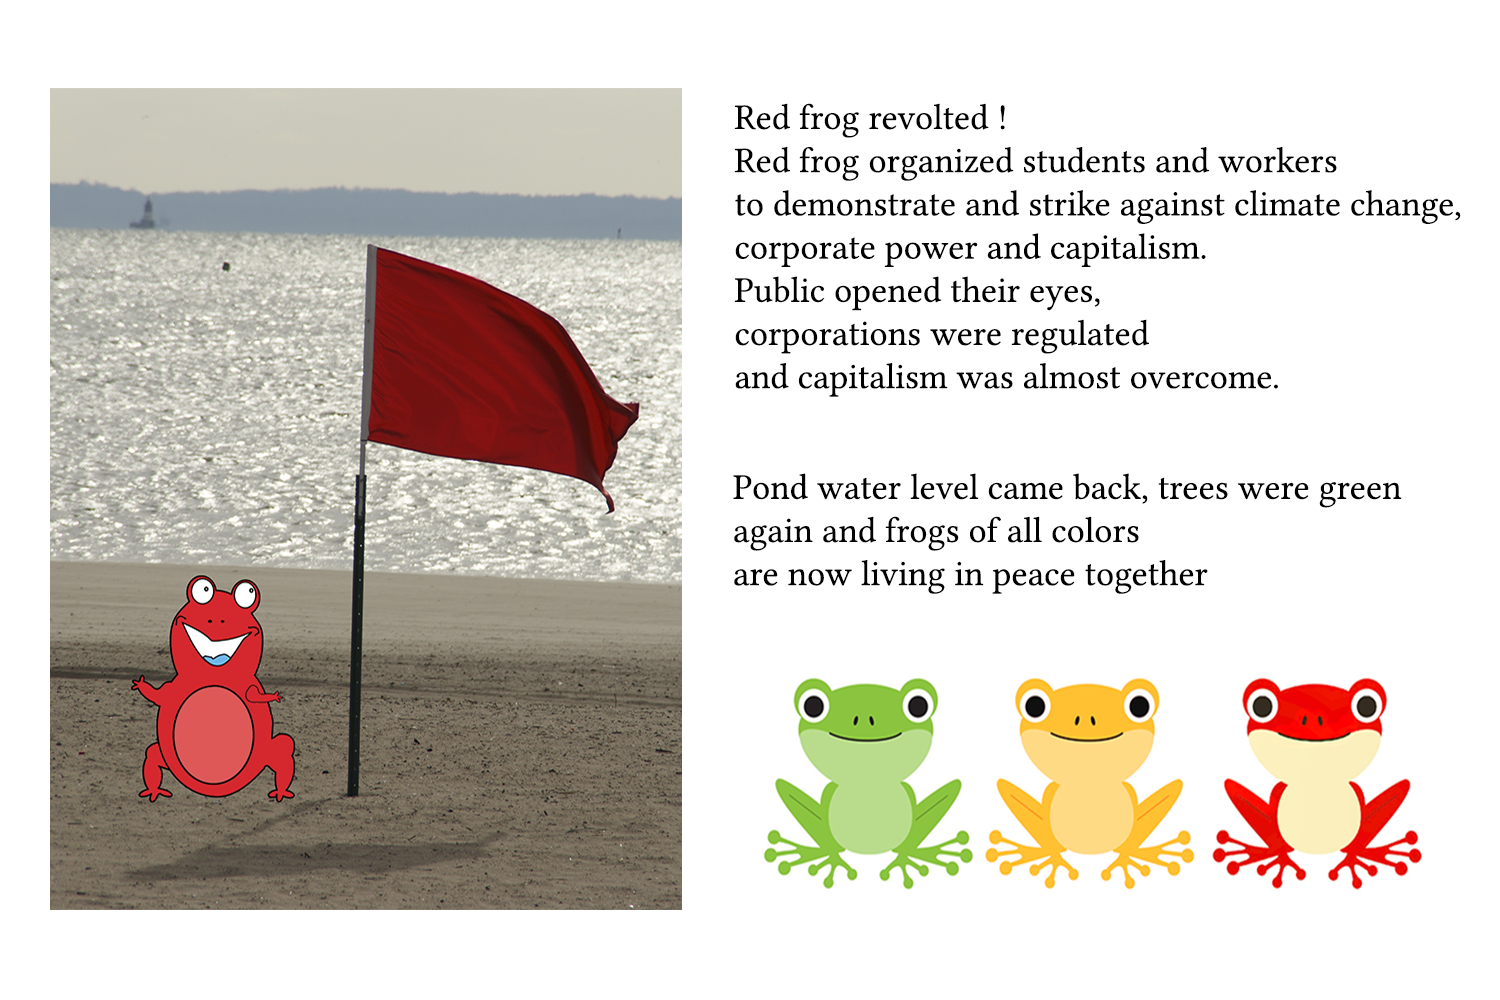 Red frog revolted !
Red frog organized students and workers
to demonstrate and strike against climate change,
corporate power and capitalism.
Public opened their eyes,
corporations were regulated
and capitalism was almost overcome.
Pond water level came back, trees were green
again and frogs of all colors
are now living in peace together